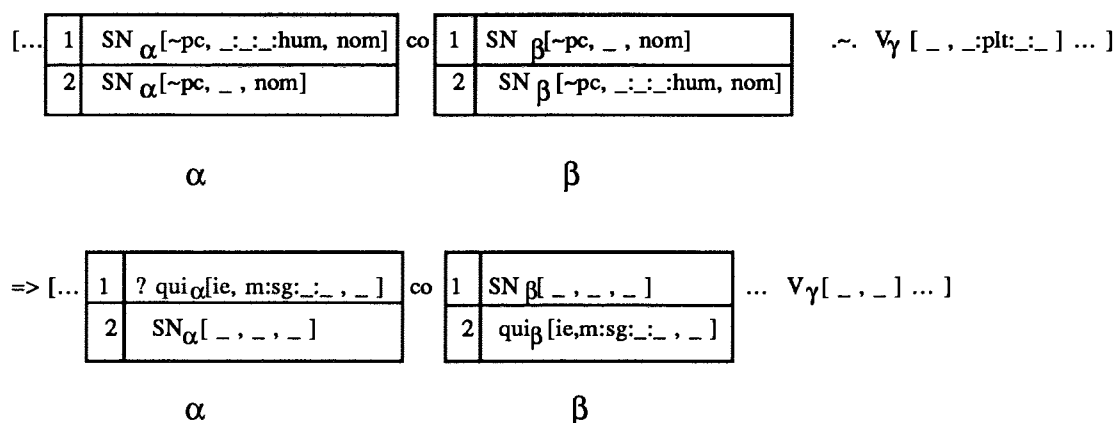 [... 1 SN α [~pc, _:_:_:hum, nom] co 1 SN β [~pc, _ , nom] .~. Vγ [ _ , _:plt:_:_ ] ... ]
2 SN α [~pc, _ , nom] 2 SN β [~pc, _:_:_:hum, nom]
α β
=> [... 1 ? quiα[ie, m:sg:_:_ , _ ] co 1 SNβ[ _ , _ , _ ] ... Vγ[ _ , _ ] ... ]
2 SNα[ _ , _ , _ ] 2 quiβ [ie,m:sg:_:_ , _ ]
α β